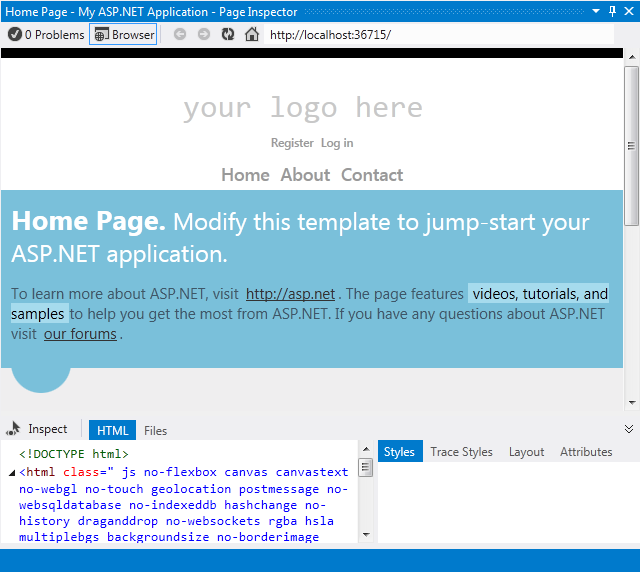 Home Page - My ASP.NET Application - Page Inspector
0 Problems Browser http://localhost:36715/
your logo here
Register Log in
Home About Contact
Home Page. Modify this template to jump-start your
ASP.NET application.
To learn more about ASP.NET, visit http://asp.net . The page features videos, tutorials, and
samples to help you get the most from ASP.NET. If you have any questions about ASP.NET
visit our forums .
Inspect HTML Files
Styles Trace Styles Layout Attributes
<!DOCTYPE html>
<html class=" js no-flexbox canvas canvastext
no-webgl no-touch geolocation postmessage no-
websqldatabase no-indexeddb hashchange no-
history draganddrop no-websockets rgba hsla
multiplebgs backgroundsize no-borderimage